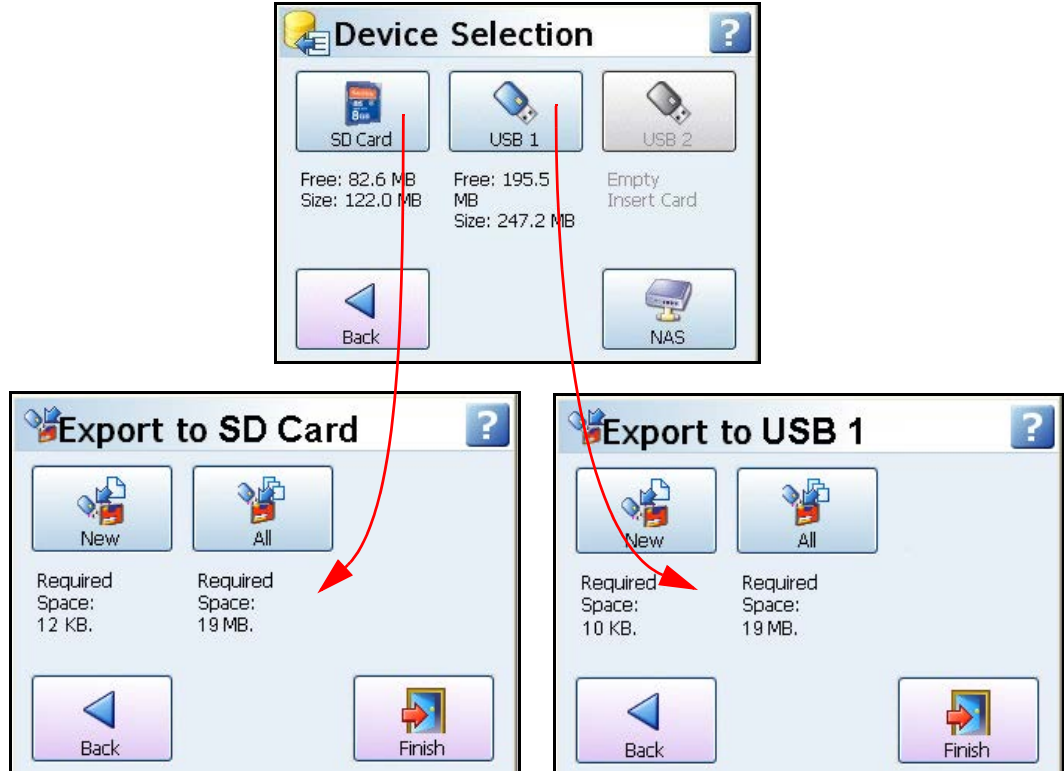 Device Selection
?
SD Card
USB 1
USB 2
Free: 82.6 MB
Size: 122.0 MB
Free: 195.5
MB
Size: 247.2 MB
Empty
Insert Card
Back
NAS
Export to SD Card
?
New
All
Required
Space:
12 KB.
Required
Space:
19 MB.
Back
Finish
Export to USB 1
?
New
All
Required
Space:
10 KB.
Required
Space:
19 MB.
Back
Finish